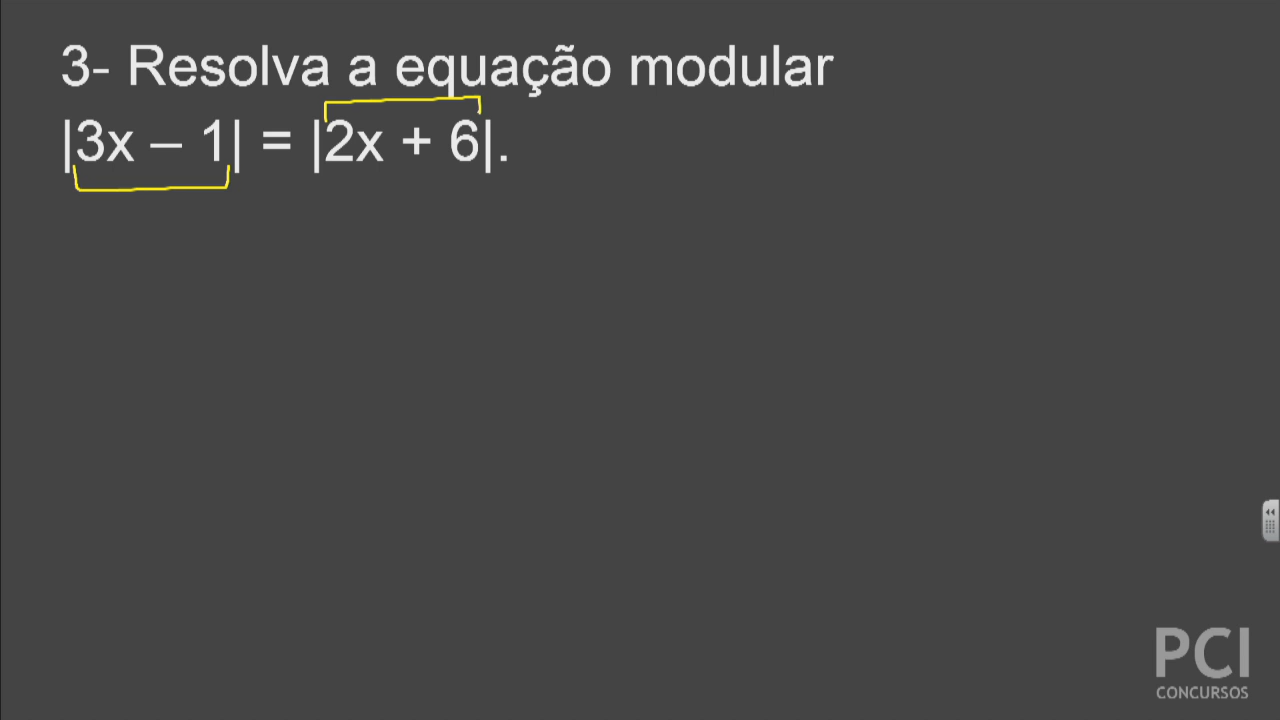 3- Resolva a equação modular
|3x – 1| = |2x + 6|.
PCI
CONCURSOS